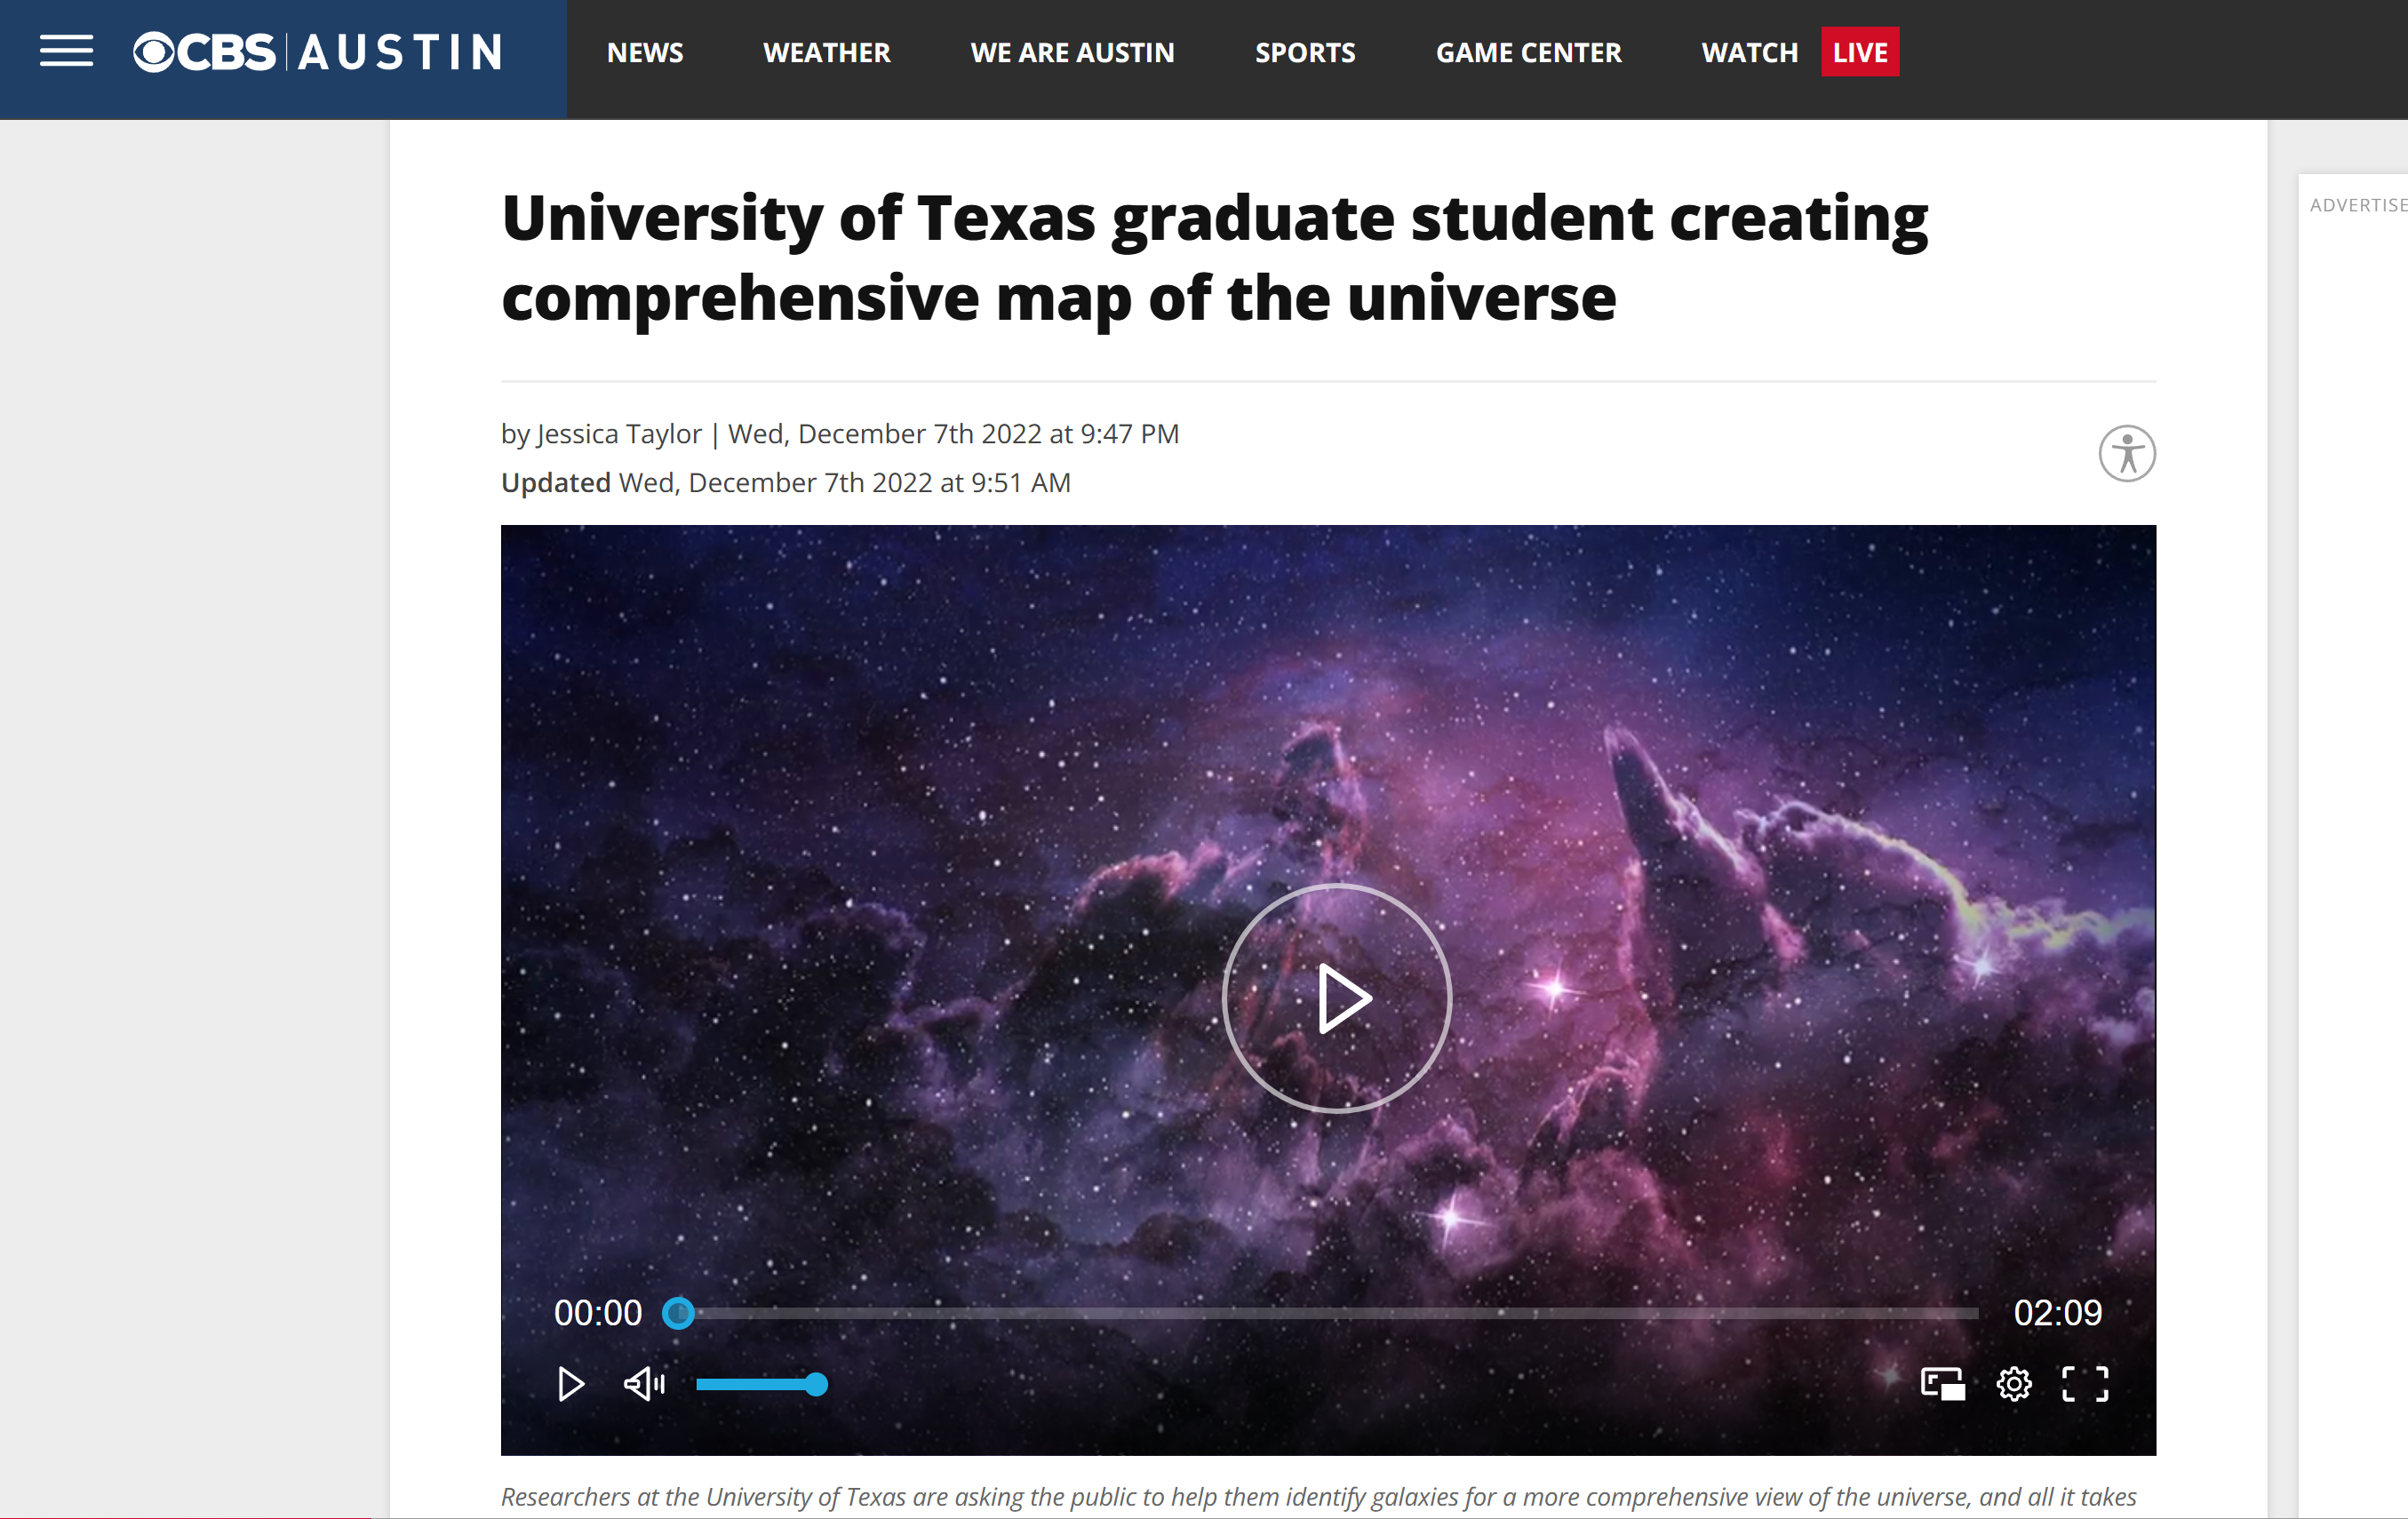 CBS AUSTIN
NEWS WEATHER WE ARE AUSTIN SPORTS GAME CENTER WATCH LIVE
ADVERTISE
University of Texas graduate student creating
comprehensive map of the universe
by Jessica Taylor | Wed, December 7th 2022 at 9:47 PM
Updated Wed, December 7th 2022 at 9:51 AM
00:00 02:09
Researchers at the University of Texas are asking the public to help them identify galaxies for a more comprehensive view of the universe, and all it takes